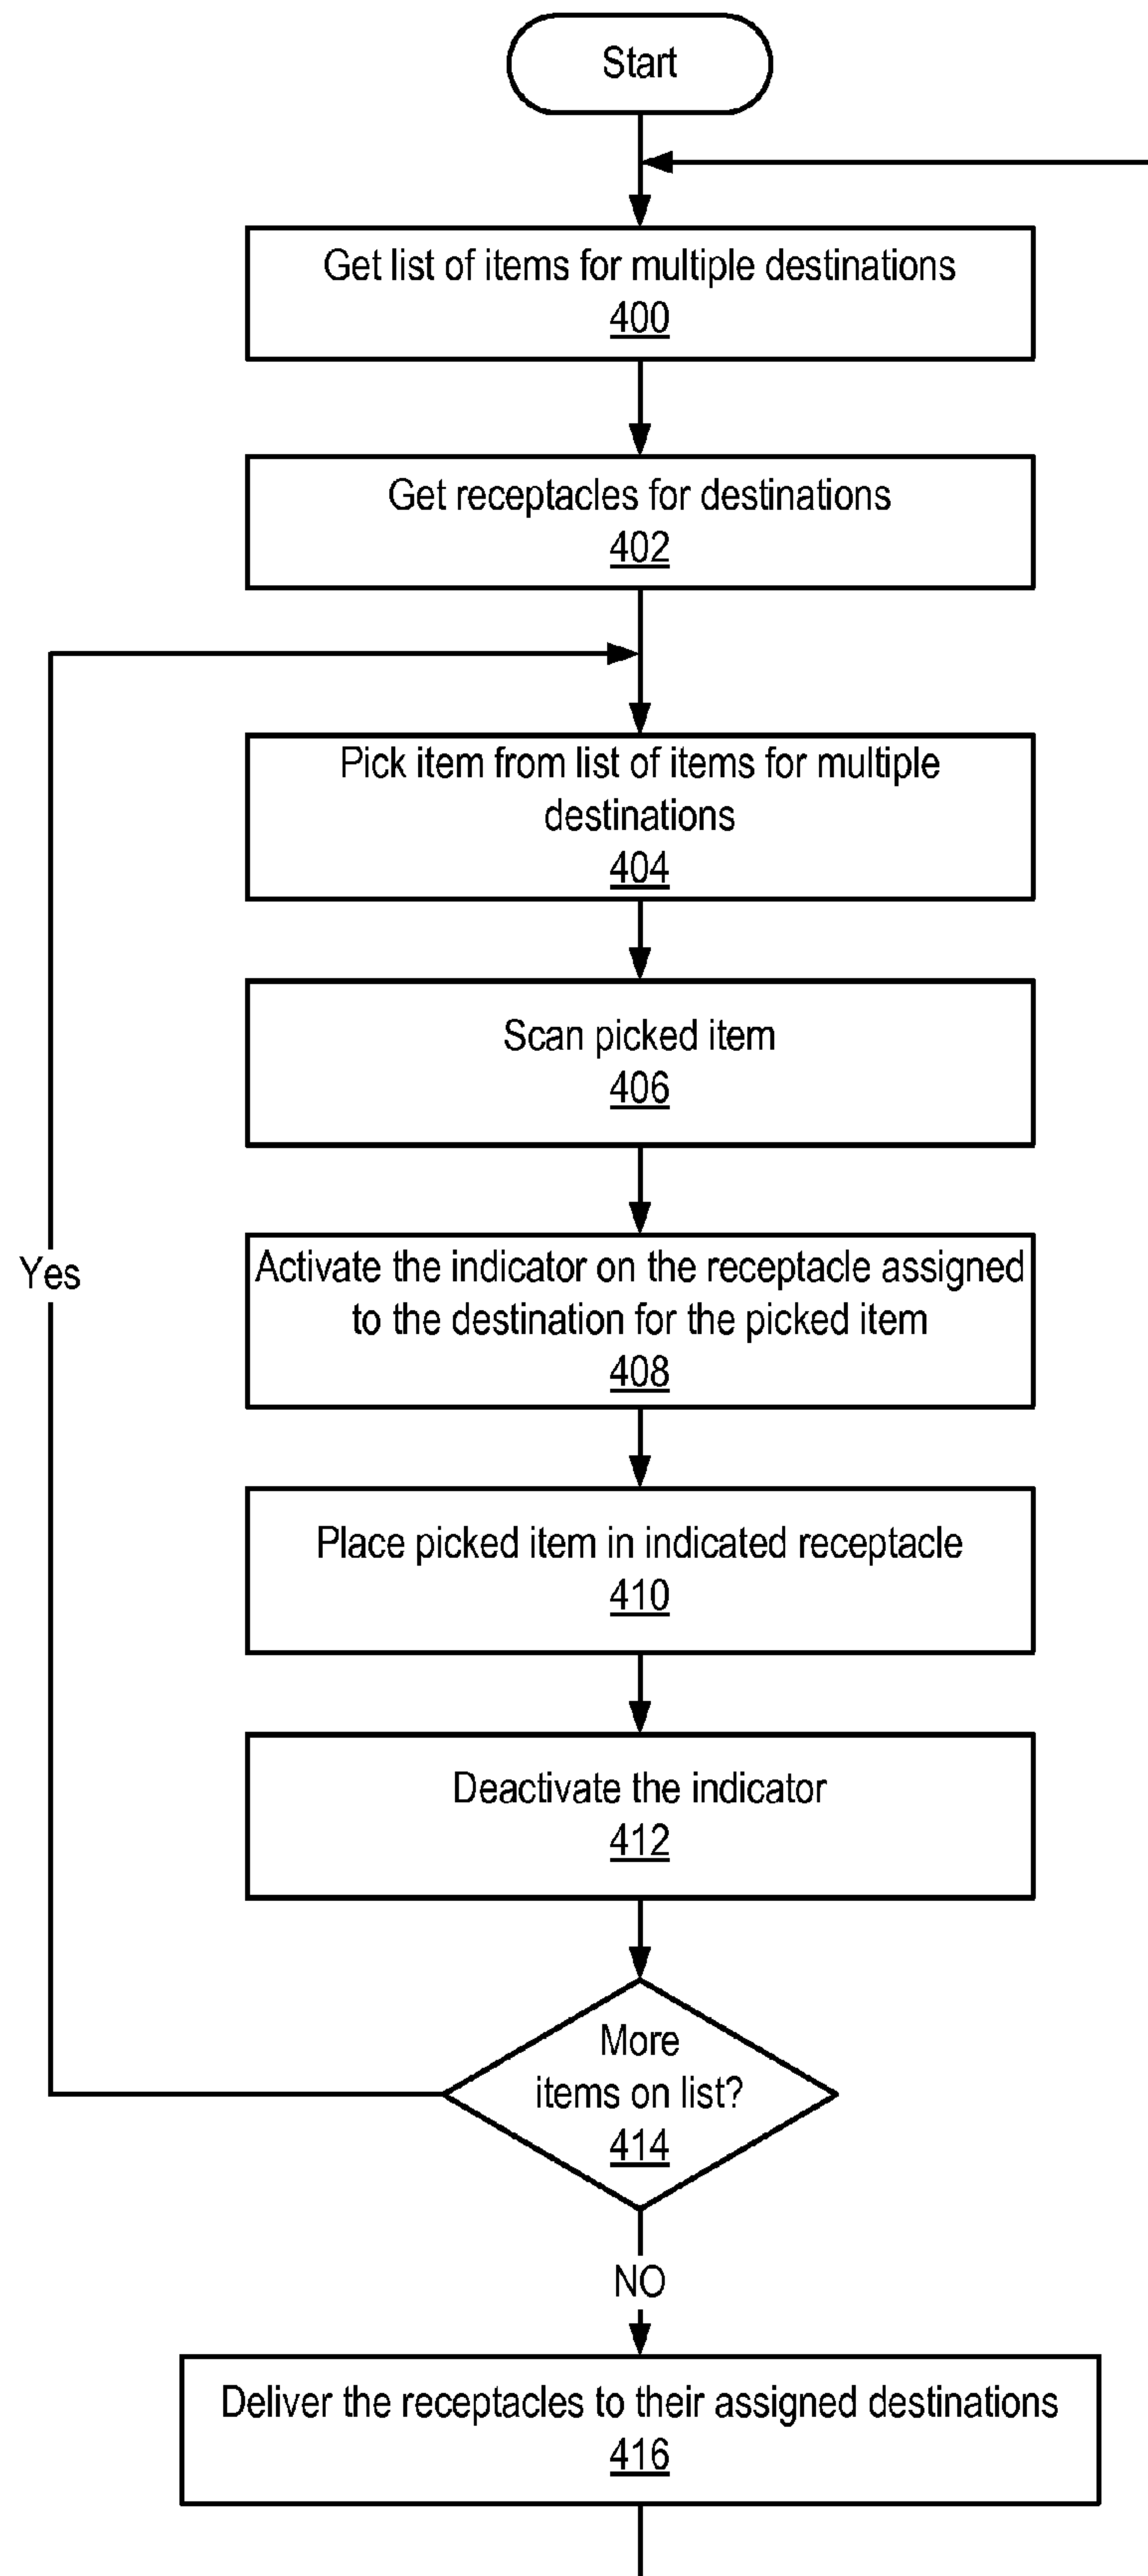 Start
Get list of items for multiple destinations
400
Get receptacles for destinations
402
Pick item from list of items for multiple
destinations
404
Scan picked item
406
Activate the indicator on the receptacle assigned
to the destination for the picked item
408
Yes
Place picked item in indicated receptacle
410
Deactivate the indicator
412
More
items on list?
414
NO
Deliver the receptacles to their assigned destinations
416